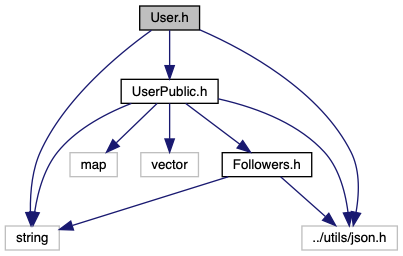 User.h
UserPublic.h
map
vector
Followers.h
string
../utils/json.h